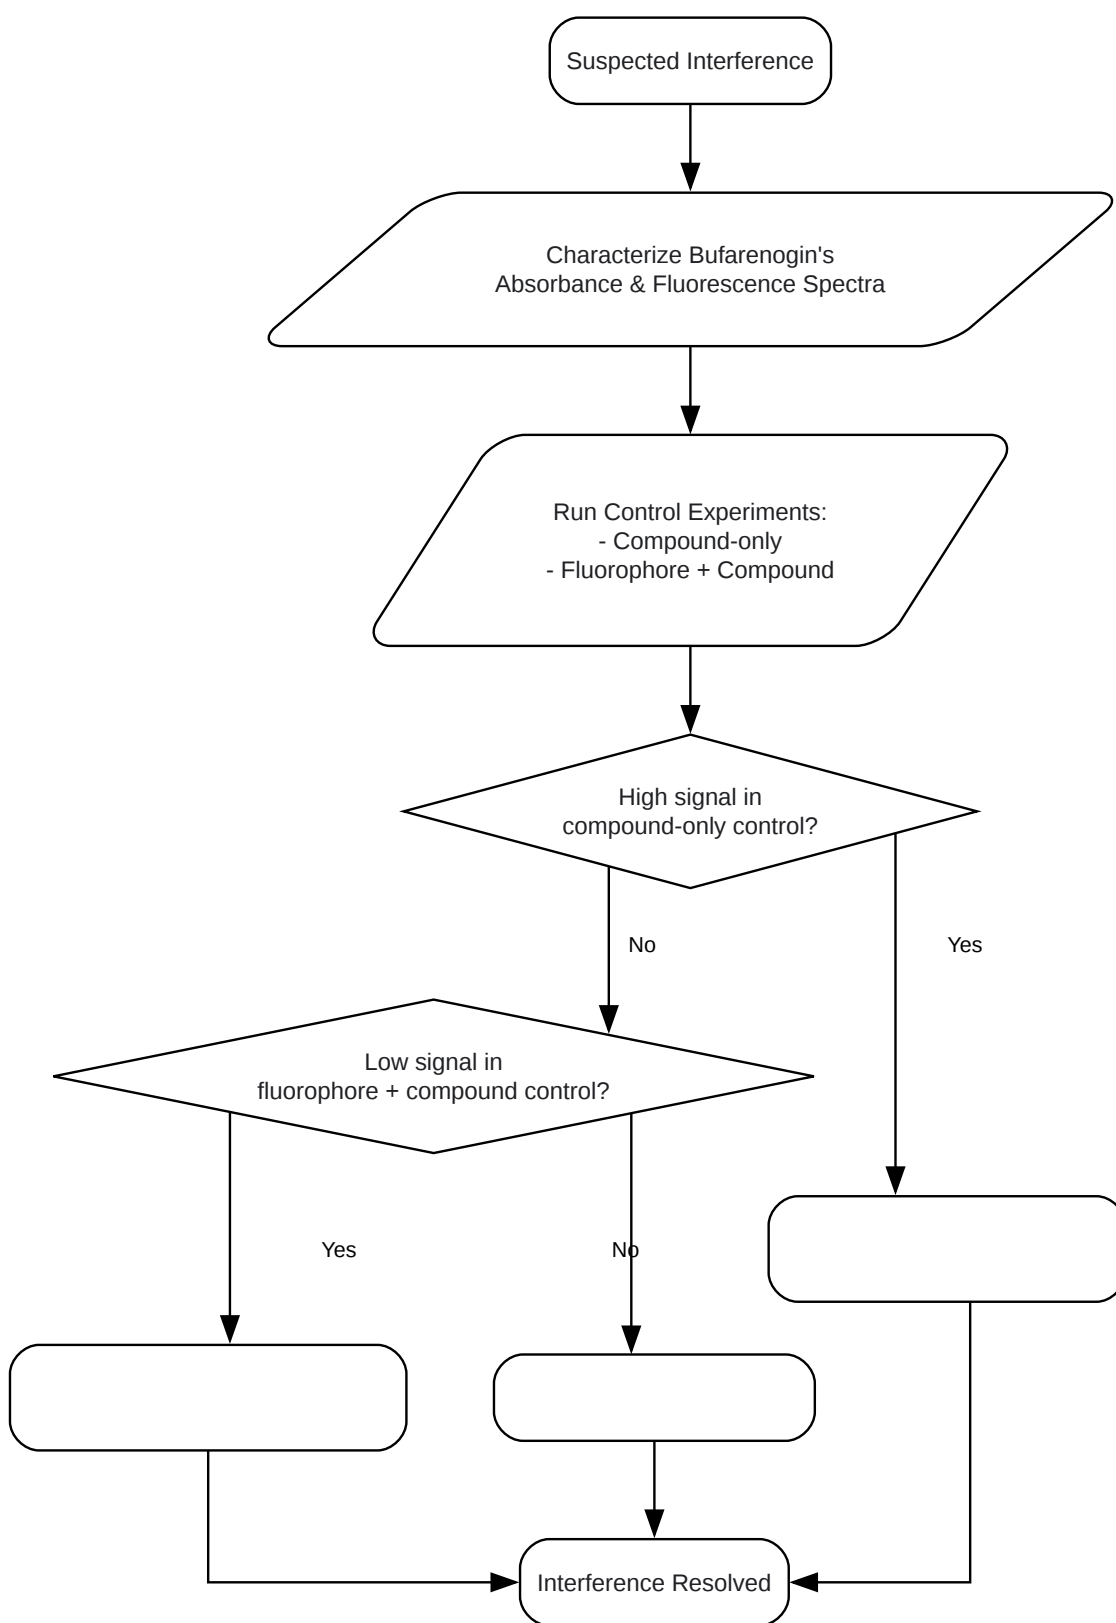 Suspected Interference
Characterize Bufarenogin's
Absorbance & Fluorescence Spectra
Run Control Experiments:
- Compound-only
- Fluorophore + Compound
High signal in
compound-only control?
No
Yes
Low signal in
fluorophore + compound control?
Yes
No
Interference Resolved